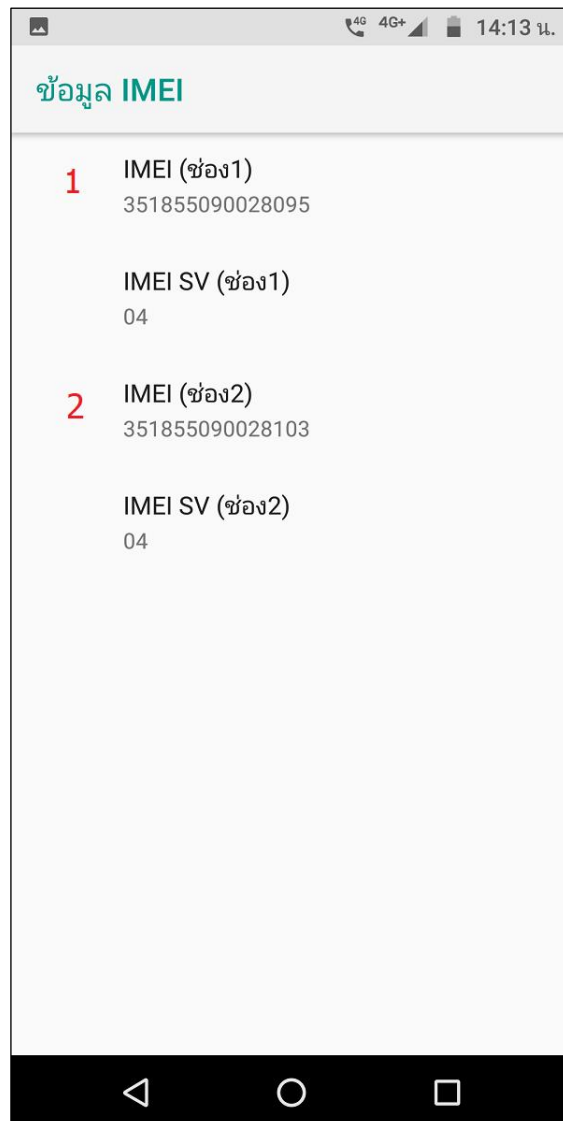 4G 4G+ 14:13 น.
ข้อมูล IMEI
1 IMEI (ช่อง1)
351855090028095
IMEI SV (ช่อง1)
04
2 IMEI (ช่อง2)
351855090028103
IMEI SV (ช่อง2)
04